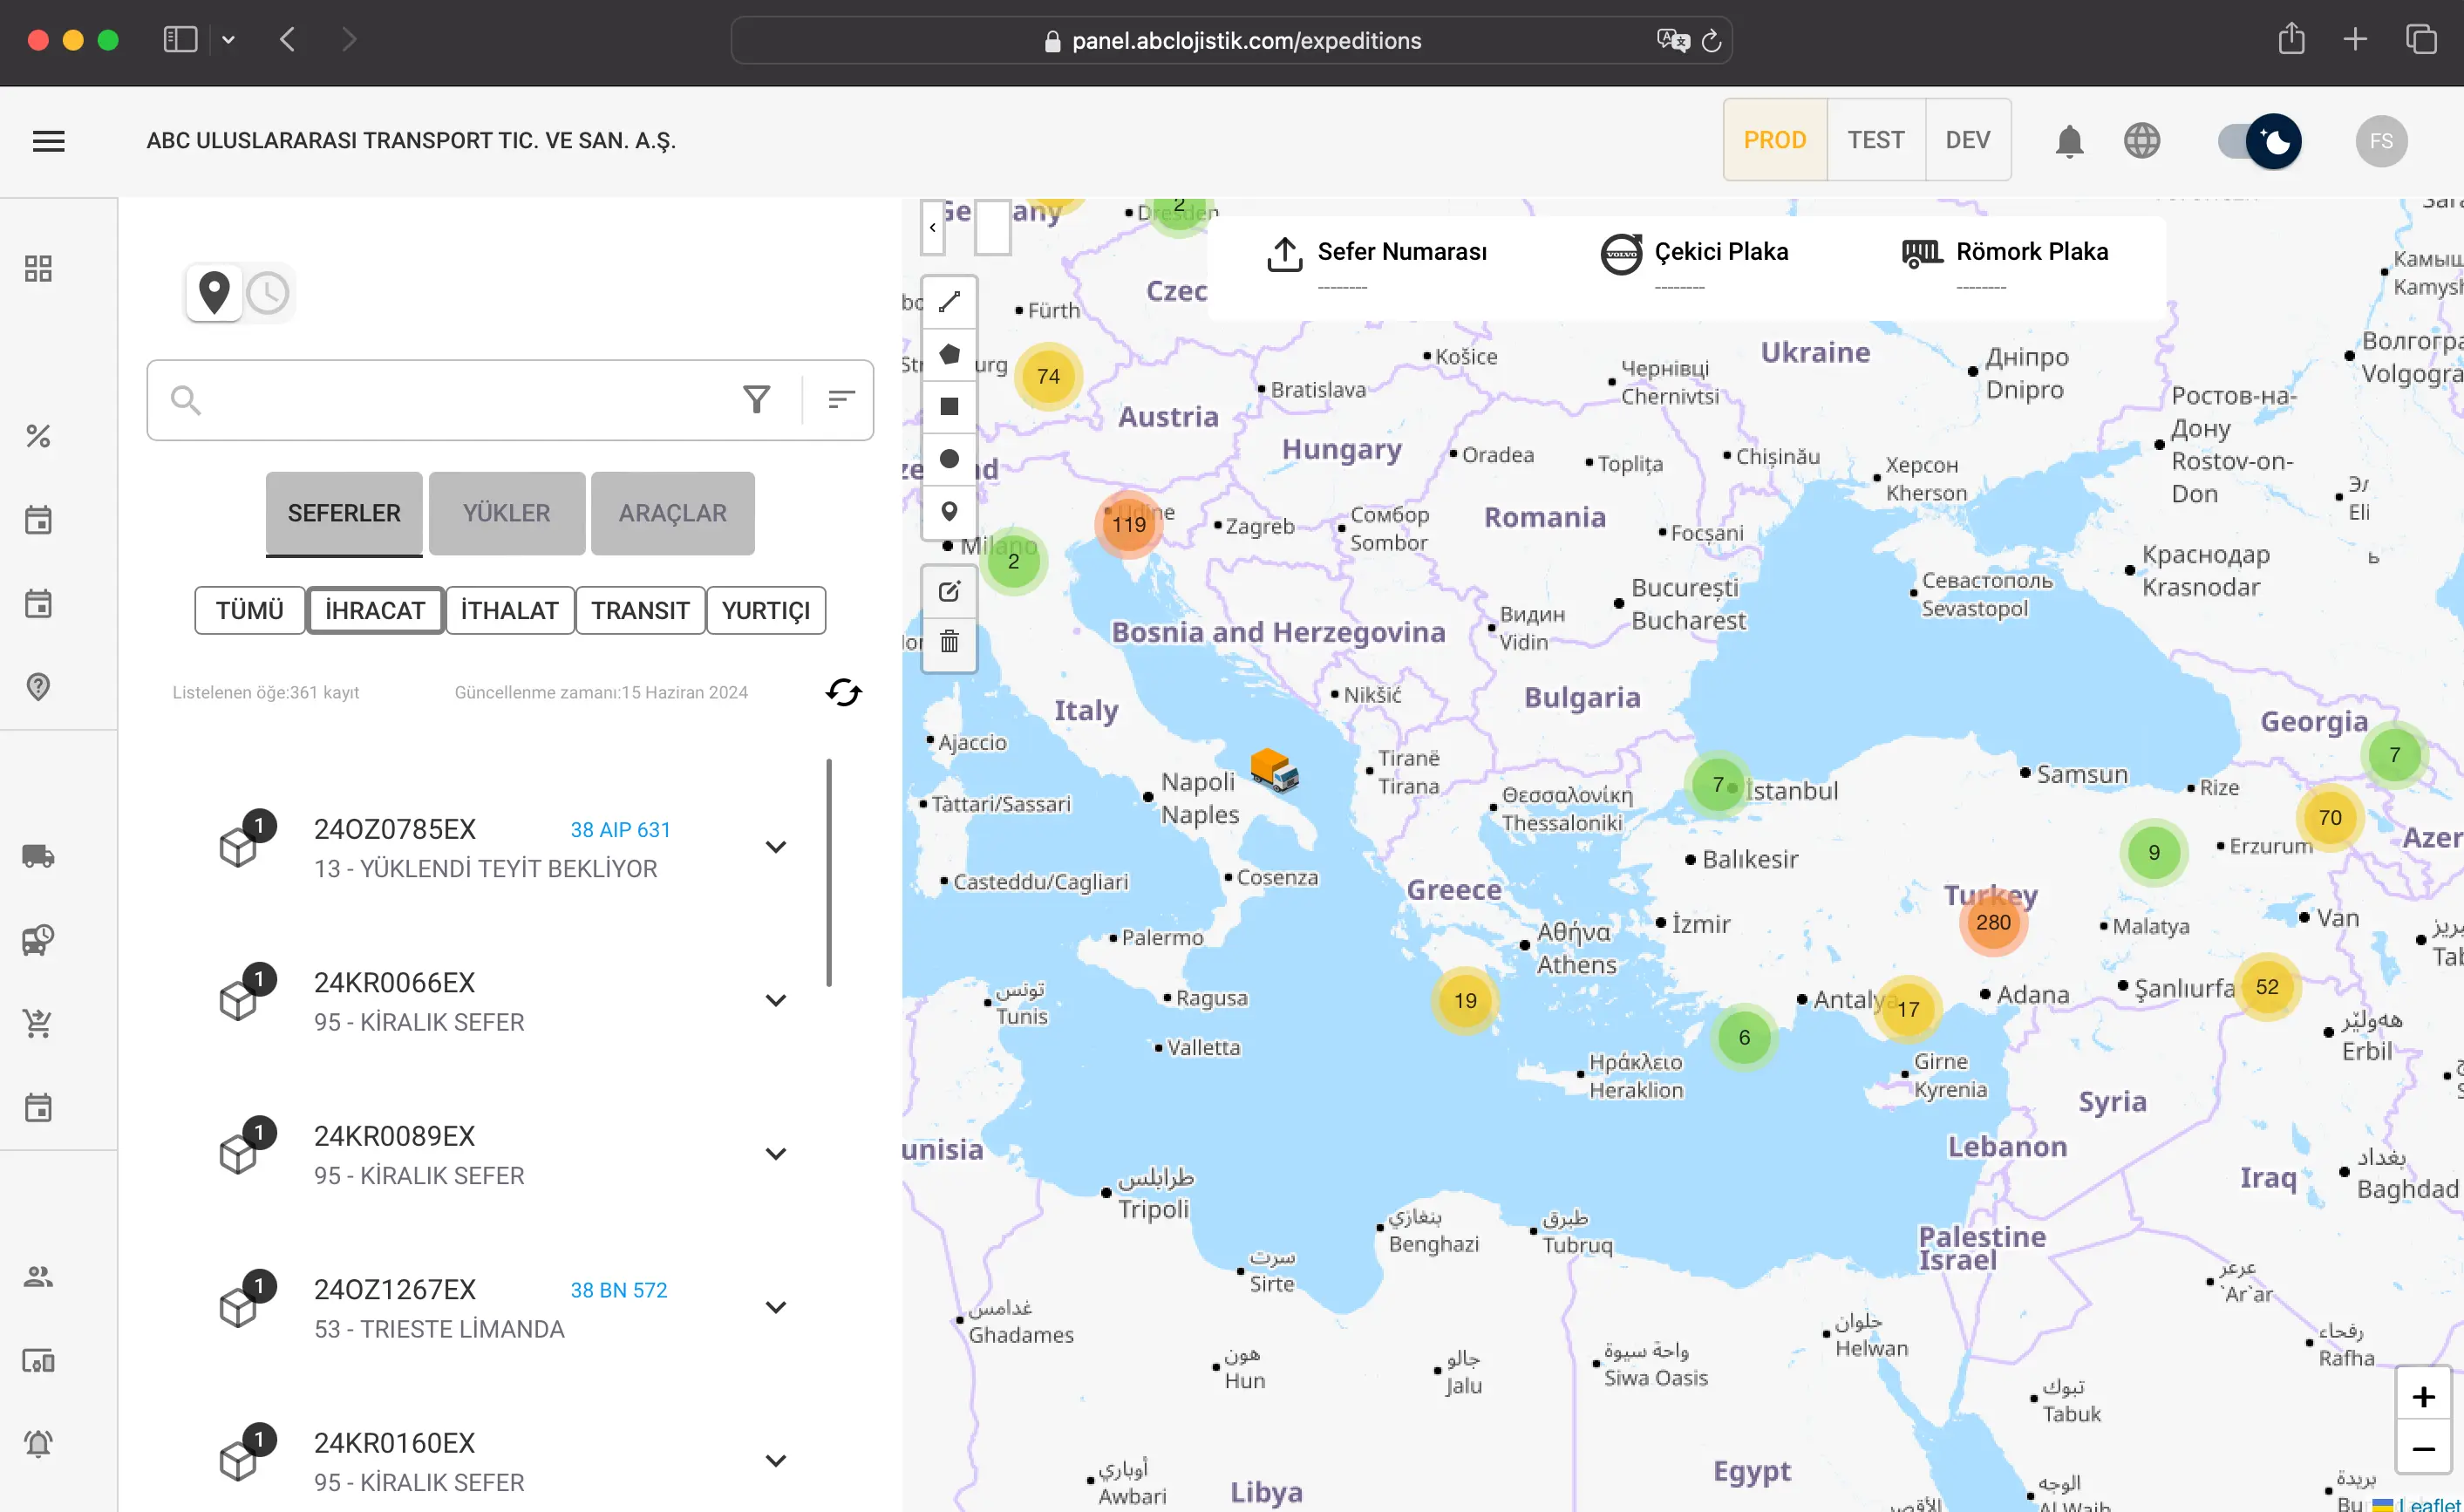 panel.abclojistik.com/expeditions
ABC ULUSLARARASI TRANSPORT TIC. VE SAN. A.Ş.
PROD TEST DEV
FS
SEFERLER YÜKLER ARAÇLAR
TÜMÜ İHRACAT İTHALAT TRANSIT YURTIÇI
Listelenen öğe:361 kayıt
Güncellenme zamanı:15 Haziran 2024
1
24OZ0785EX 38 AIP 631
13 - YÜKLENDİ TEYİT BEKLİYOR
1
24KR0066EX
95 - KİRALIK SEFER
1
24KR0089EX
95 - KİRALIK SEFER
1
24OZ1267EX 38 BN 572
53 - TRIESTE LİMANDA
1
24KR0160EX
95 - KİRALIK SEFER
Sefer Numarası
--------
VOLVO
Çekici Plaka
--------
Römork Plaka
--------
Dresden
2
Czec
Fürth
74
Košice
Ukraine
Дніпро
Dnipro
Камыш
Kamysh
Волгогра
Volgogra
Bratislava
Чернівці
Chernivtsi
Austria
Hungary
Oradea
Toplița
Chișinău
Херсон
Kherson
Ростов-на-
Дону
Rostov-on-
Don
Эл
Eli
Udine
119
Zagreb
Сомбор
Sombor
Romania
Focșani
Milano
2
Краснодар
Krasnodar
Севастополь
Sevastopol
București
Bucharest
Видин
Vidin
Bosnia and Herzegovina
Nikšić
Bulgaria
Italy
Georgia
7
Ajaccio
Tiranë
Tirana
Napoli
Naples
Tàttari/Sassari
Θεσσαλονίκη
Thessaloniki
7
İstanbul
Samsun
Rize
70
Azer
9
Erzurum
Balıkesir
Casteddu/Cagliari
Cosenza
Greece
Turkey
280
İzmir
Malatya
Van
Αθήνα
Athens
Palermo
تونس
Tunis
Ragusa
19
Antalya
17
Adana
Şanlıurfa
52
6
هەولێر
Erbil
Valletta
Ηράκλειο
Heraklion
Girne
Kyrenia
Syria
unisia
Lebanon
Iraq
بغداد
Baghdad
طرابلس
Tripoli
بنغازي
Benghazi
طبرق
Tubruq
Palestine
Israel
سرت
Sirte
عرعر
`Ar`ar
غدامس
Ghadames
حلوان
Helwan
رفحاء
Rafha
هون
Hun
جالو
Jalu
واحة سيوة
Siwa Oasis
تبوك
Tabuk
أوباري
Awbari
Libya
Egypt
الوجه
بريدة
+
−
Leaflet